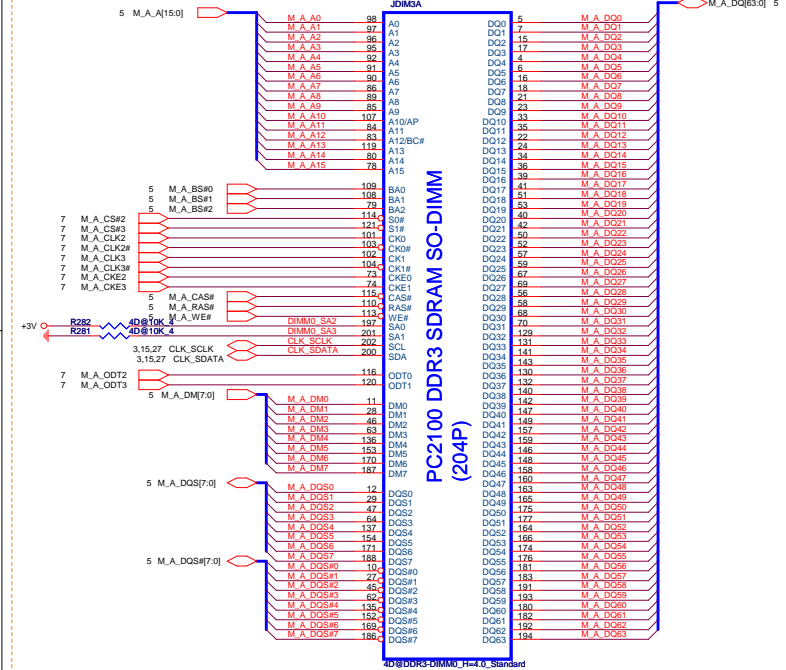 JDIM3A
5 M_A_A[15:0]
M_A_A0 98 A0
M_A_A1 97 A1
M_A_A2 96 A2
M_A_A3 95 A3
M_A_A4 92 A4
M_A_A5 91 A5
M_A_A6 90 A6
M_A_A7 86 A7
M_A_A8 89 A8
M_A_A9 85 A9
M_A_A10 107 A10/AP
M_A_A11 84 A11
M_A_A12 83 A12/BC#
M_A_A13 119 A13
M_A_A14 80 A14
M_A_A15 78 A15
5 M_A_BS#0 109 BA0
5 M_A_BS#1 108 BA1
5 M_A_BS#2 79 BA2
7 M_A_CS#2 114 S0#
7 M_A_CS#3 121 S1#
7 M_A_CLK2 101 CK0
7 M_A_CLK2# 103 CK0#
7 M_A_CLK3 102 CK1
7 M_A_CLK3# 104 CK1#
7 M_A_CKE2 73 CKE0
7 M_A_CKE3 74 CKE1
5 M_A_CAS# 115 CAS#
5 M_A_RAS# 110 RAS#
5 M_A_WE# 113 WE#
+3V R282 4D@10K_4 DIMM0_SA2 197 SA0
R281 4D@10K_4 DIMM0_SA3 201 SA1
3,15,27 CLK_SCLK CLK_SCLK 202 SCL
3,15,27 CLK_SDATA CLK_SDATA 200 SDA
7 M_A_ODT2 116 ODT0
7 M_A_ODT3 120 ODT1
5 M_A_DM[7:0]
M_A_DM0 11 DM0
M_A_DM1 28 DM1
M_A_DM2 46 DM2
M_A_DM3 63 DM3
M_A_DM4 136 DM4
M_A_DM5 153 DM5
M_A_DM6 170 DM6
M_A_DM7 187 DM7
5 M_A_DQS[7:0]
M_A_DQS0 12 DQS0
M_A_DQS1 29 DQS1
M_A_DQS2 47 DQS2
M_A_DQS3 64 DQS3
M_A_DQS4 137 DQS4
M_A_DQS5 154 DQS5
M_A_DQS6 171 DQS6
M_A_DQS7 188 DQS7
5 M_A_DQS#[7:0]
M_A_DQS#0 10 DQS#0
M_A_DQS#1 27 DQS#1
M_A_DQS#2 45 DQS#2
M_A_DQS#3 62 DQS#3
M_A_DQS#4 135 DQS#4
M_A_DQS#5 152 DQS#5
M_A_DQS#6 169 DQS#6
M_A_DQS#7 186 DQS#7
PC2100 DDR3 SDRAM SO-DIMM
(204P)
M_A_DQ[63:0] 5
DQ0 5 M_A_DQ0
DQ1 7 M_A_DQ1
DQ2 15 M_A_DQ2
DQ3 17 M_A_DQ3
DQ4 4 M_A_DQ4
DQ5 6 M_A_DQ5
DQ6 16 M_A_DQ6
DQ7 18 M_A_DQ7
DQ8 21 M_A_DQ8
DQ9 23 M_A_DQ9
DQ10 33 M_A_DQ10
DQ11 35 M_A_DQ11
DQ12 22 M_A_DQ12
DQ13 24 M_A_DQ13
DQ14 34 M_A_DQ14
DQ15 36 M_A_DQ15
DQ16 39 M_A_DQ16
DQ17 41 M_A_DQ17
DQ18 51 M_A_DQ18
DQ19 53 M_A_DQ19
DQ20 40 M_A_DQ20
DQ21 42 M_A_DQ21
DQ22 50 M_A_DQ22
DQ23 52 M_A_DQ23
DQ24 57 M_A_DQ24
DQ25 59 M_A_DQ25
DQ26 67 M_A_DQ26
DQ27 69 M_A_DQ27
DQ28 56 M_A_DQ28
DQ29 58 M_A_DQ29
DQ30 68 M_A_DQ30
DQ31 70 M_A_DQ31
DQ32 129 M_A_DQ32
DQ33 131 M_A_DQ33
DQ34 141 M_A_DQ34
DQ35 143 M_A_DQ35
DQ36 130 M_A_DQ36
DQ37 132 M_A_DQ37
DQ38 140 M_A_DQ38
DQ39 142 M_A_DQ39
DQ40 147 M_A_DQ40
DQ41 149 M_A_DQ41
DQ42 157 M_A_DQ42
DQ43 159 M_A_DQ43
DQ44 146 M_A_DQ44
DQ45 148 M_A_DQ45
DQ46 158 M_A_DQ46
DQ47 160 M_A_DQ47
DQ48 163 M_A_DQ48
DQ49 165 M_A_DQ49
DQ50 175 M_A_DQ50
DQ51 177 M_A_DQ51
DQ52 164 M_A_DQ52
DQ53 166 M_A_DQ53
DQ54 174 M_A_DQ54
DQ55 176 M_A_DQ55
DQ56 181 M_A_DQ56
DQ57 183 M_A_DQ57
DQ58 191 M_A_DQ58
DQ59 193 M_A_DQ59
DQ60 180 M_A_DQ60
DQ61 182 M_A_DQ61
DQ62 192 M_A_DQ62
DQ63 194 M_A_DQ63
4D@DDR3-DIMM0_H=4.0_Standard